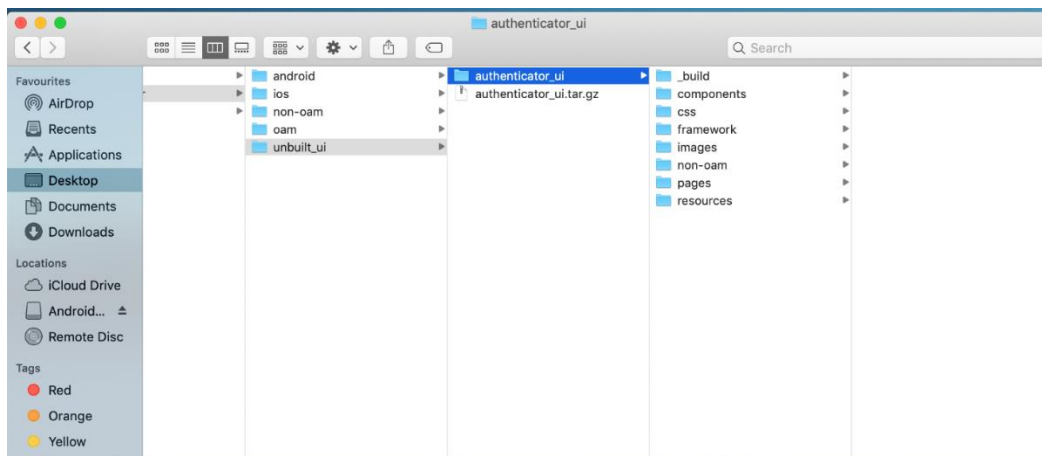 authenticator_ui
Search
Favourites
AirDrop
Recents
Applications
Desktop
Documents
Downloads
Locations
iCloud Drive
Android...
Remote Disc
Tags
Red
Orange
Yellow
android
ios
non-oam
oam
unbuilt_ui
authenticator_ui
authenticator_ui.tar.gz
_build
components
css
framework
images
non-oam
pages
resources